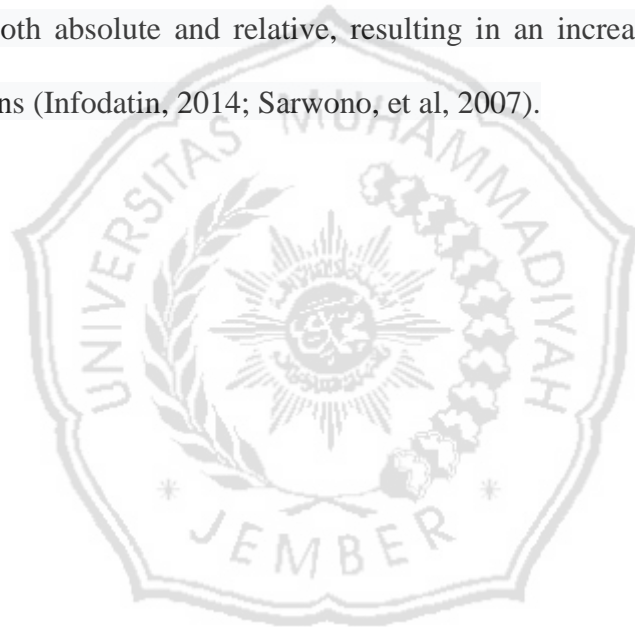 oth absolute and relative, resulting in an increa
ns (Infodatin, 2014; Sarwono, et al, 2007).
UNIVERSITAS MUHAMMADIYAH
JEMBER